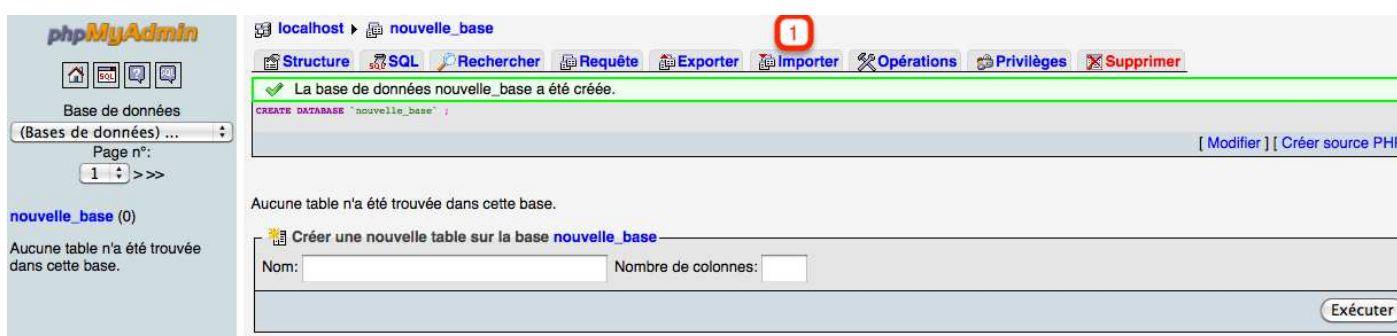 phpMyAdmin
Base de données
(Bases de données) ...
Page n°:
1 > >>
nouvelle_base (0)
Aucune table n'a été trouvée
dans cette base.
localhost ▸ nouvelle_base
1
Structure SQL Rechercher Requête Exporter Importer Opérations Privilèges Supprimer
La base de données nouvelle_base a été créée.
CREATE DATABASE `nouvelle_base` ;
[ Modifier ] [ Créer source PHP
Aucune table n'a été trouvée dans cette base.
Créer une nouvelle table sur la base nouvelle_base
Nom: Nombre de colonnes:
Exécuter